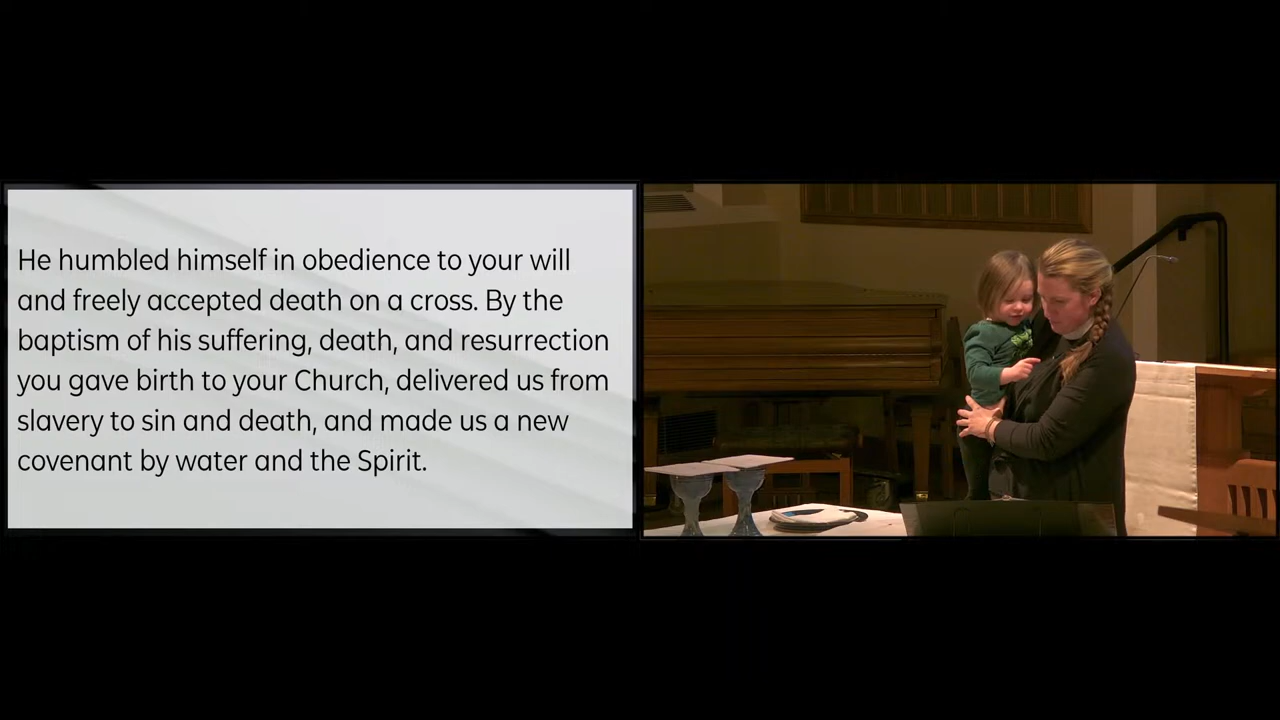 He humbled himself in obedience to your will
and freely accepted death on a cross. By the
baptism of his suffering, death, and resurrection
you gave birth to your Church, delivered us from
slavery to sin and death, and made us a new
covenant by water and the Spirit.